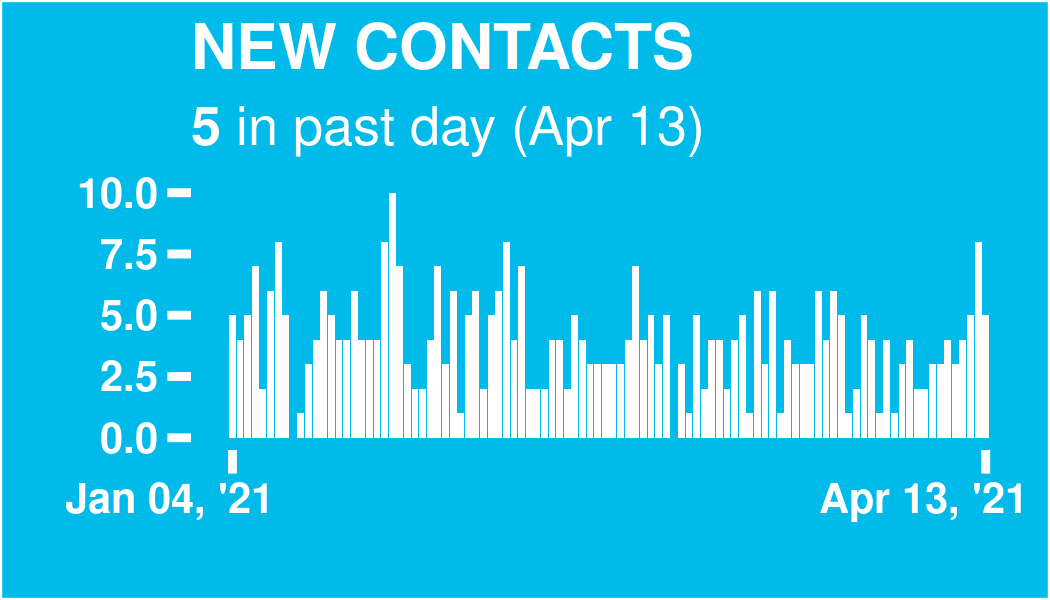 NEW CONTACTS
5 in past day (Apr 13)
10.0
7.5
5.0
2.5
0.0
Jan 04, '21
Apr 13, '21